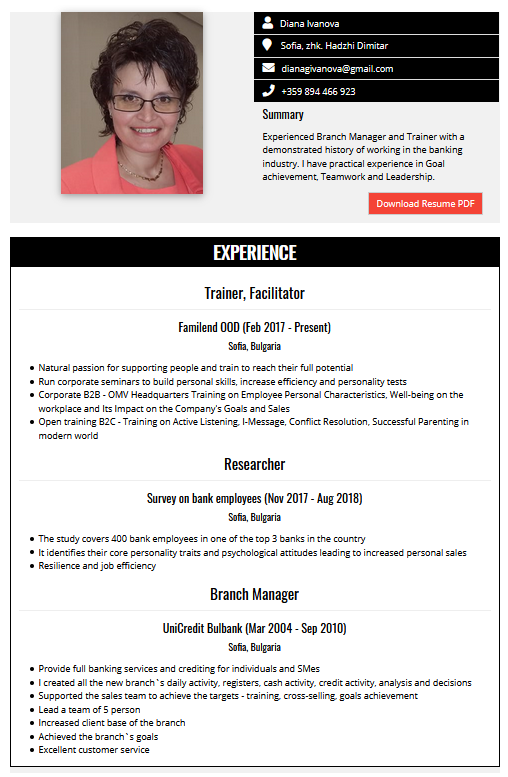 Diana Ivanova
Sofia, zhk. Hadzhi Dimitar
dianagivanova@gmail.com
+359 894 466 923
Summary
Experienced Branch Manager and Trainer with a
demonstrated history of working in the banking
industry. I have practical experience in Goal
achievement, Teamwork and Leadership.
Download Resume PDF
EXPERIENCE
Trainer, Facilitator
Familend OOD (Feb 2017 - Present)
Sofia, Bulgaria
• Natural passion for supporting people and train to reach their full potential
• Run corporate seminars to build personal skills, increase efficiency and personality tests
• Corporate B2B - OMV Headquarters Training on Employee Personal Characteristics, Well-being on the
workplace and Its Impact on the Company's Goals and Sales
• Open training B2C - Training on Active Listening, I-Message, Conflict Resolution, Successful Parenting in
modern world
Researcher
Survey on bank employees (Nov 2017 - Aug 2018)
Sofia, Bulgaria
• The study covers 400 bank employees in one of the top 3 banks in the country
• It identifies their core personality traits and psychological attitudes leading to increased personal sales
• Resilience and job efficiency
Branch Manager
UniCredit Bulbank (Mar 2004 - Sep 2010)
Sofia, Bulgaria
• Provide full banking services and crediting for individuals and SMEs
• I created all the new branch`s daily activity, registers, cash activity, credit activity, analysis and decisions
• Supported the sales team to achieve the targets - training, cross-selling, goals achievement
• Lead a team of 5 person
• Increased client base of the branch
• Achieved the branch`s goals
• Excellent customer service